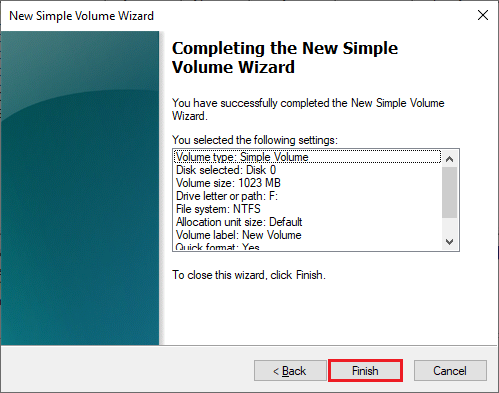 New Simple Volume Wizard
Completing the New Simple
Volume Wizard
You have successfully completed the New Simple Volume
Wizard.
You selected the following settings:
Volume type: Simple Volume
Disk selected: Disk 0
Volume size: 1023 MB
Drive letter or path: F:
File system: NTFS
Allocation unit size: Default
Volume label: New Volume
Quick format: Yes
To close this wizard, click Finish.
< Back
Finish
Cancel